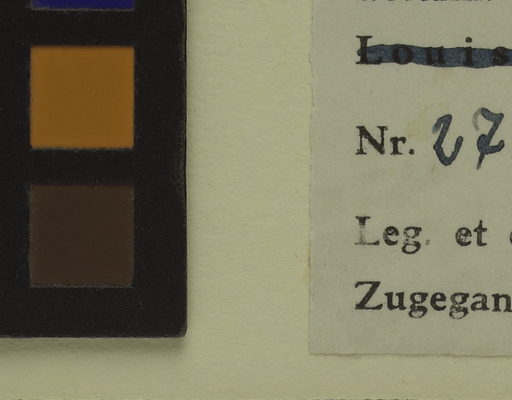 Louis
Nr. 27
Leg. et
Zugegan